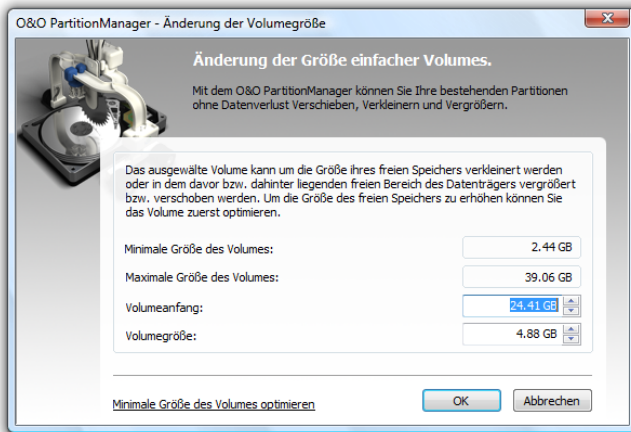 O&O PartitionManager - Änderung der Volumegröße
Änderung der Größe einfacher Volumes.
Mit dem O&O PartitionManager können Sie Ihre bestehenden Partitionen
ohne Datenverlust Verschieben, Verkleinern und Vergrößern.
Das ausgewälte Volume kann um die Größe ihres freien Speichers verkleinert werden
oder in dem davor bzw. dahinter liegenden freien Bereich des Datenträgers vergrößert
bzw. verschoben werden. Um die Größe des freien Speichers zu erhöhen können Sie
das Volume zuerst optimieren.
Minimale Größe des Volumes: 2.44 GB
Maximale Größe des Volumes: 39.06 GB
Volumeanfang: 24.41 GB
Volumegröße: 4.88 GB
Minimale Größe des Volumes optimieren OK Abbrechen